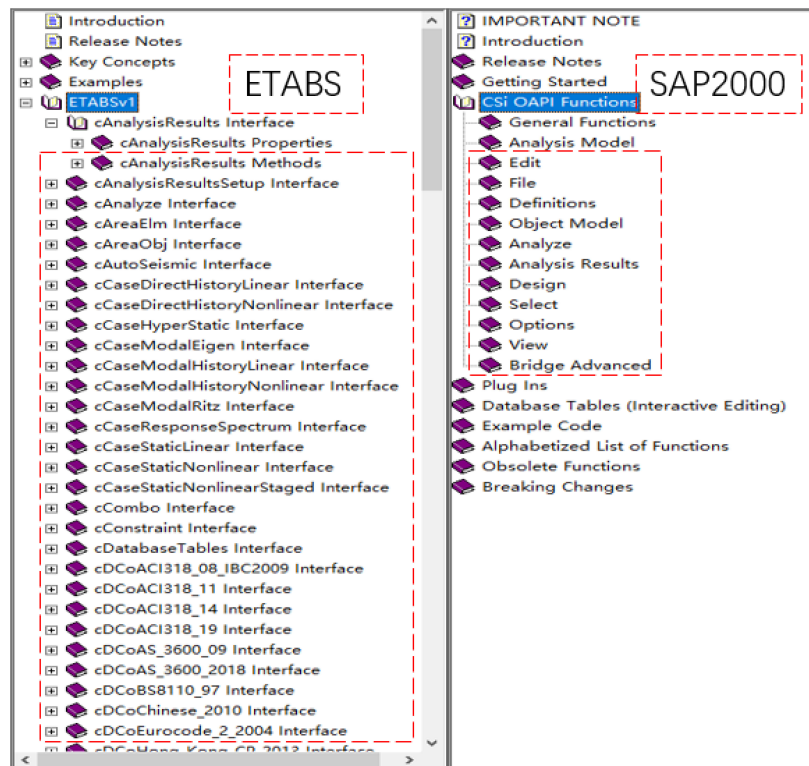 Introduction
Release Notes
Key Concepts
Examples
ETABS
ETABSv1
cAnalysisResults Interface
cAnalysisResults Properties
cAnalysisResults Methods
cAnalysisResultsSetup Interface
cAnalyze Interface
cAreaElm Interface
cAreaObj Interface
cAutoSeismic Interface
cCaseDirectHistoryLinear Interface
cCaseDirectHistoryNonlinear Interface
cCaseHyperStatic Interface
cCaseModalEigen Interface
cCaseModalHistoryLinear Interface
cCaseModalHistoryNonlinear Interface
cCaseModalRitz Interface
cCaseResponseSpectrum Interface
cCaseStaticLinear Interface
cCaseStaticNonlinear Interface
cCaseStaticNonlinearStaged Interface
cCombo Interface
cConstraint Interface
cDatabaseTables Interface
cDCoACI318_08_IBC2009 Interface
cDCoACI318_11 Interface
cDCoACI318_14 Interface
cDCoACI318_19 Interface
cDCoAS_3600_09 Interface
cDCoAS_3600_2018 Interface
cDCoBS8110_97 Interface
cDCoChinese_2010 Interface
cDCoEurocode_2_2004 Interface
cDCoHong_Kong_CP_2013 Interface
IMPORTANT NOTE
Introduction
Release Notes
Getting Started
SAP2000
CSi OAPI Functions
General Functions
Analysis Model
Edit
File
Definitions
Object Model
Analyze
Analysis Results
Design
Select
Options
View
Bridge Advanced
Plug Ins
Database Tables (Interactive Editing)
Example Code
Alphabetized List of Functions
Obsolete Functions
Breaking Changes